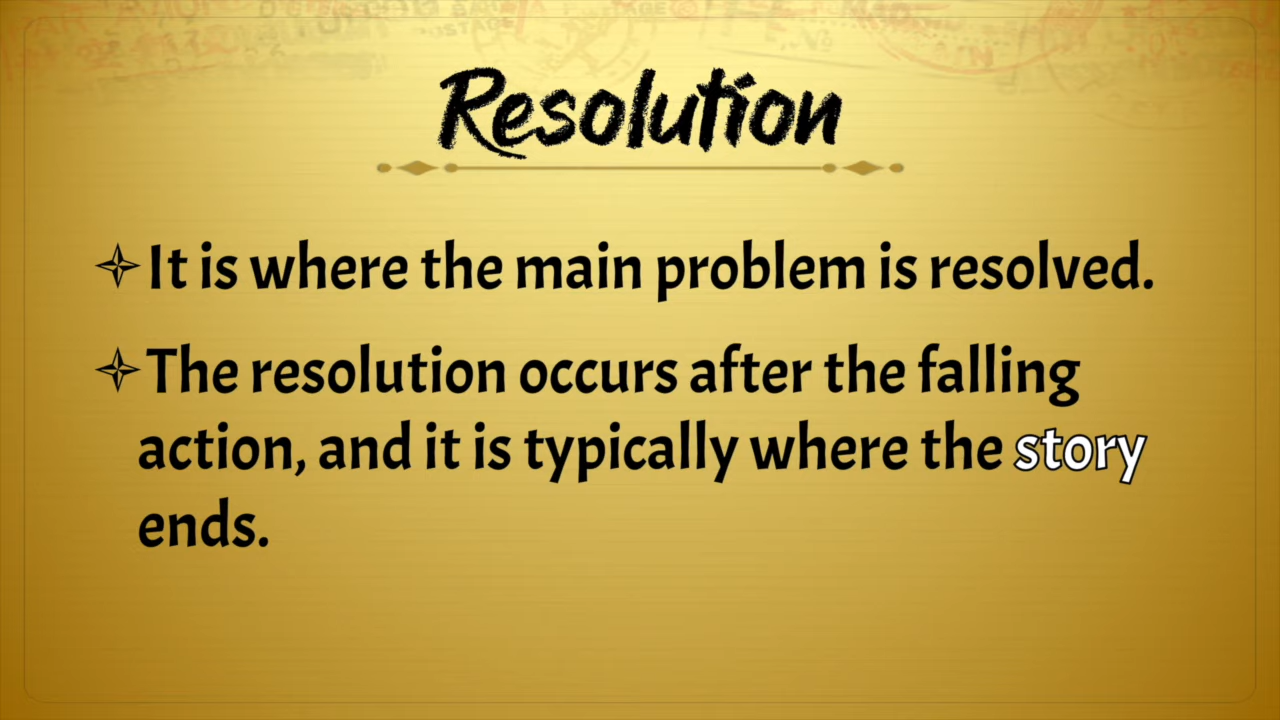 Resolution
It is where the main problem is resolved.
The resolution occurs after the falling
action, and it is typically where the story
ends.